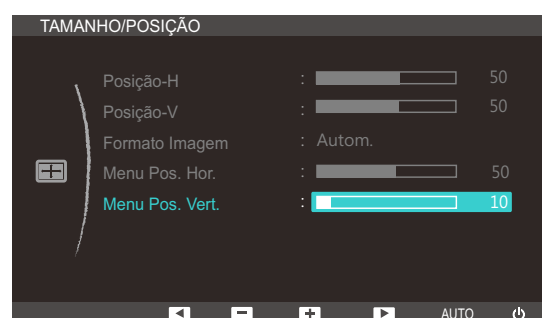 TAMANHO/POSIÇÃO
Posição-H : 50
Posição-V : 50
Formato Imagem : Autom.
Menu Pos. Hor. : 50
Menu Pos. Vert. : 10
AUTO